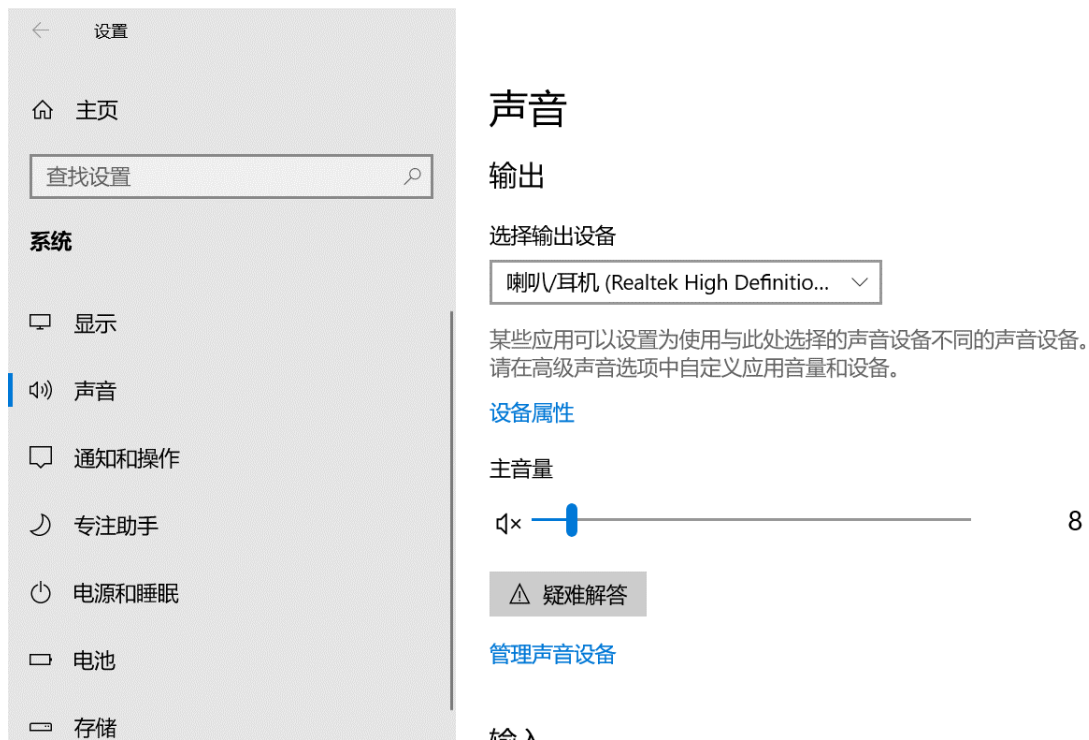 设置
主页
查找设置
系统
显示
声音
通知和操作
专注助手
电源和睡眠
电池
存储
声音
输出
选择输出设备
喇叭/耳机 (Realtek High Definitio...
某些应用可以设置为使用与此处选择的声音设备不同的声音设备。
请在高级声音选项中自定义应用音量和设备。
设备属性
主音量
8
疑难解答
管理声音设备
输入